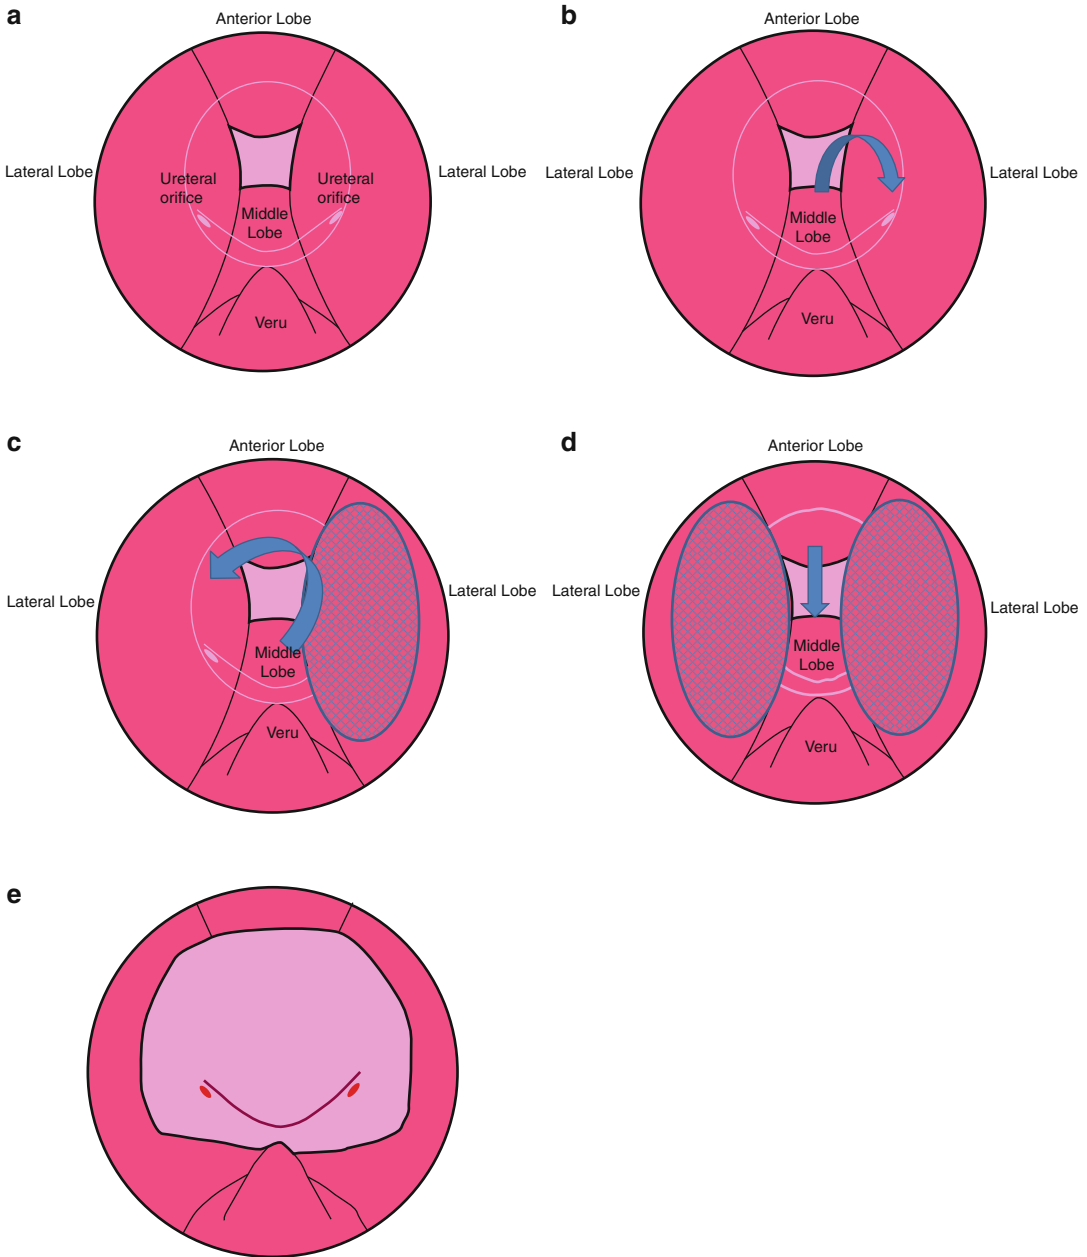 a
Anterior Lobe
Lateral Lobe
Ureteral
orifice
Ureteral
orifice
Lateral Lobe
Middle
Lobe
Veru
b
Anterior Lobe
Lateral Lobe
Lateral Lobe
Middle
Lobe
Veru
c
Anterior Lobe
Lateral Lobe
Lateral Lobe
Middle
Lobe
Veru
d
Anterior Lobe
Lateral Lobe
Lateral Lobe
Middle
Lobe
Veru
e